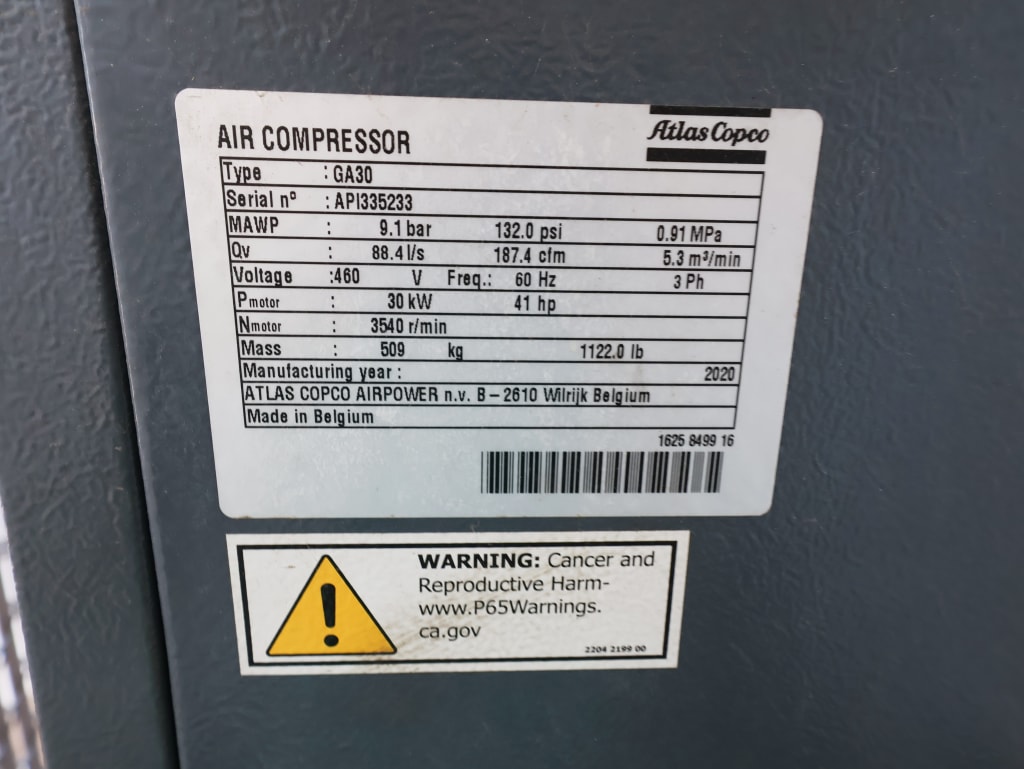 Atlas Copco
AIR COMPRESSOR
Type : GA30
Serial nº : API335233
MAWP : 9.1 bar 132.0 psi 0.91 MPa
Qv : 88.4 l/s 187.4 cfm 5.3 m³/min
Voltage :460 V Freq.: 60 Hz 3 Ph
Pmotor : 30 kW 41 hp
Nmotor : 3540 r/min
Mass : 509 kg 1122.0 lb
Manufacturing year : 2020
ATLAS COPCO AIRPOWER n.v. B – 2610 Wilrijk Belgium
Made in Belgium
1625 8499 16
WARNING: Cancer and
Reproductive Harm-
www.P65Warnings.
ca.gov
2204 2199 00